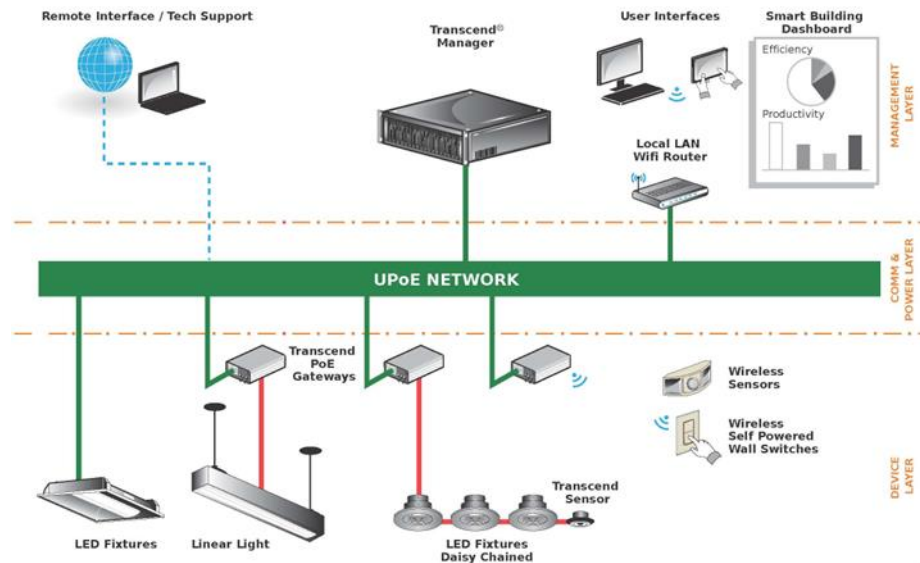 Remote Interface / Tech Support
Transcend®
Manager
User Interfaces
Smart Building
Dashboard
Efficiency
Productivity
Local LAN
Wifi Router
MANAGEMENT
LAYER
UPoE NETWORK
COMM &
POWER LAYER
Transcend
PoE
Gateways
Wireless
Sensors
Wireless
Self Powered
Wall Switches
Transcend
Sensor
LED Fixtures
Linear Light
LED Fixtures
Daisy Chained
DEVICE
LAYER